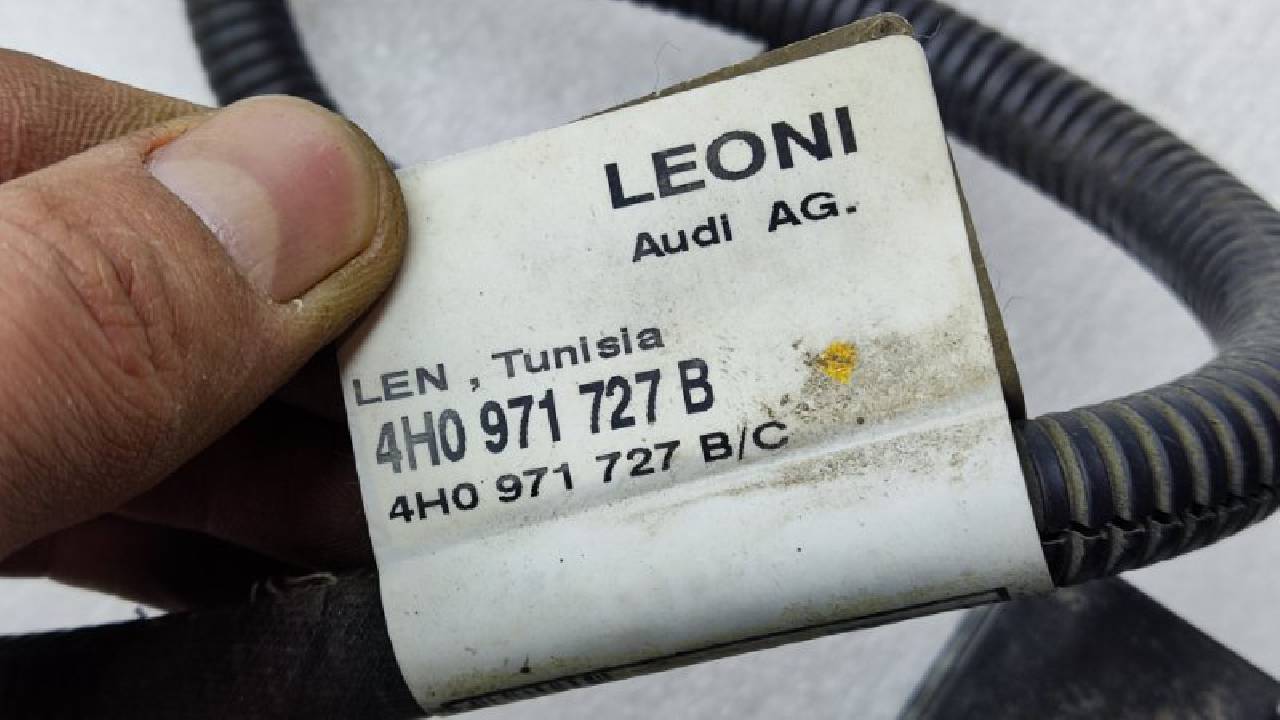 LEONI
Audi AG.
LEN , Tunisia
4H0 971 727 B
4H0 971 727 B/C